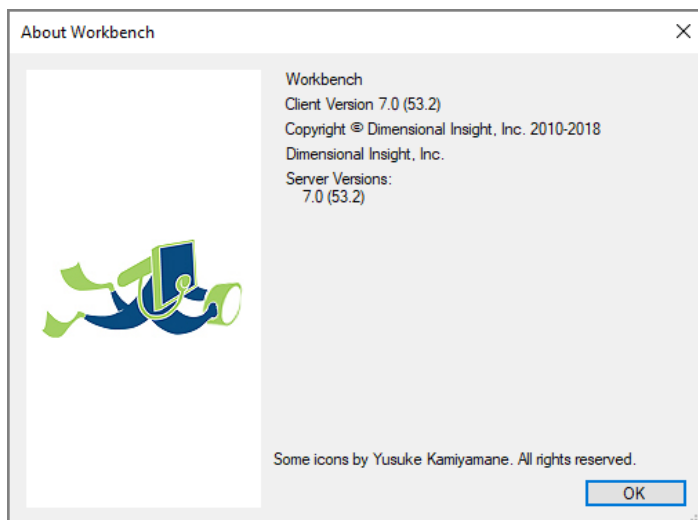 About Workbench
Workbench
Client Version 7.0 (53.2)
Copyright © Dimensional Insight, Inc. 2010-2018
Dimensional Insight, Inc.
Server Versions:
7.0 (53.2)
Some icons by Yusuke Kamiyamane. All rights reserved.
OK